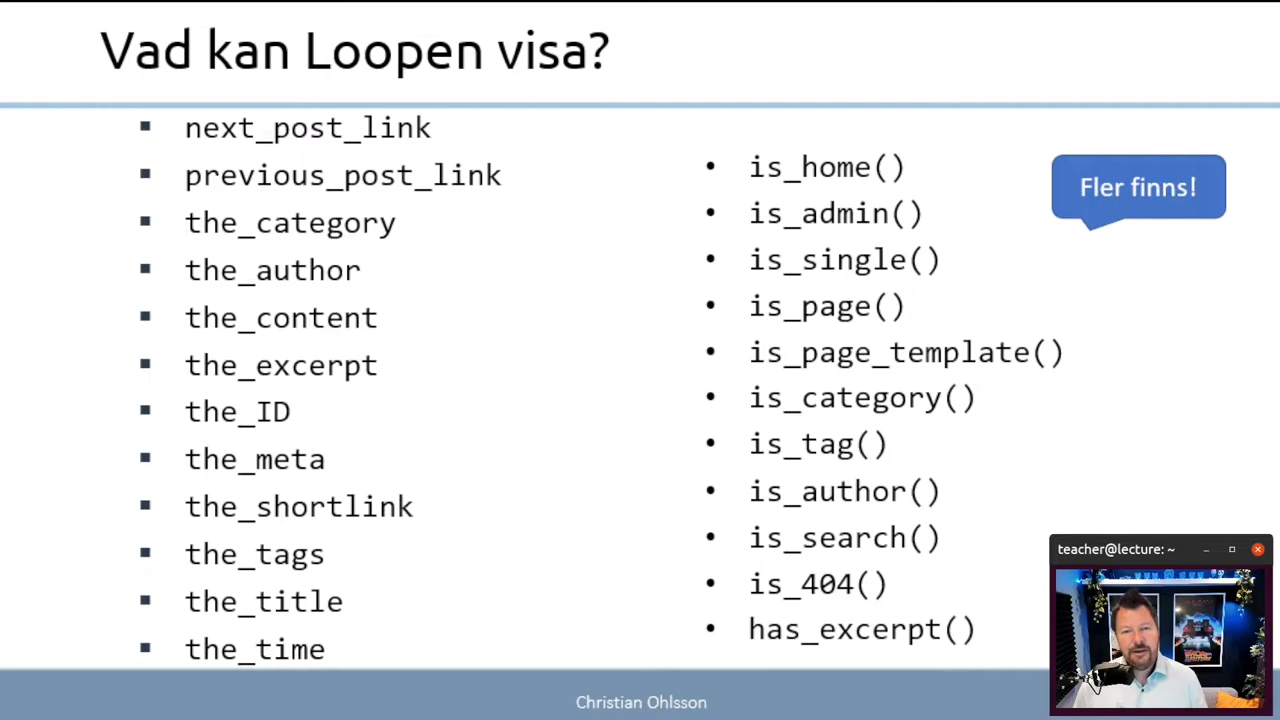 Vad kan Loopen visa?
next_post_link
previous_post_link
the_category
the_author
the_content
the_excerpt
the_ID
the_meta
the_shortlink
the_tags
the_title
the_time
is_home()
is_admin()
is_single()
is_page()
is_page_template()
is_category()
is_tag()
is_author()
is_search()
is_404()
has_excerpt()
Fler finns!
teacher@lecture: ~
Christian Ohlsson